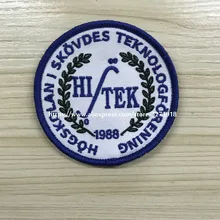 HÖGSKOLAN I SKÖVDES TEKNOLOGFÖRENING
HI TEK
1988